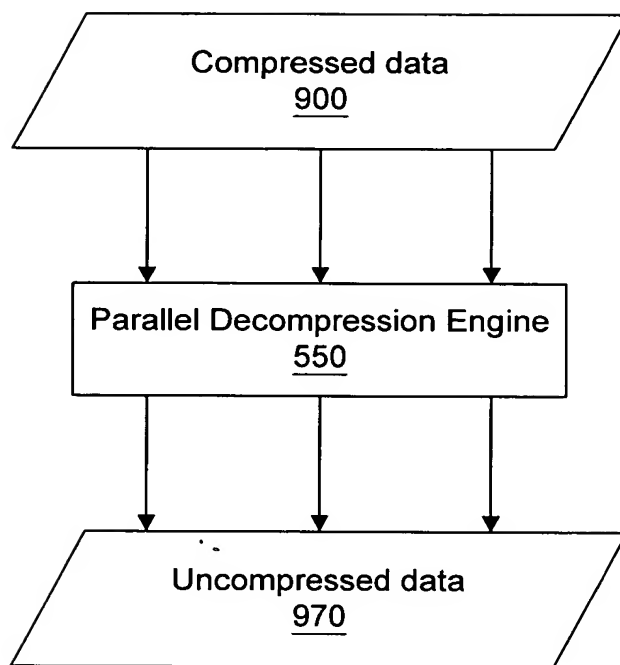 Compressed data
900
Parallel Decompression Engine
550
Uncompressed data
970